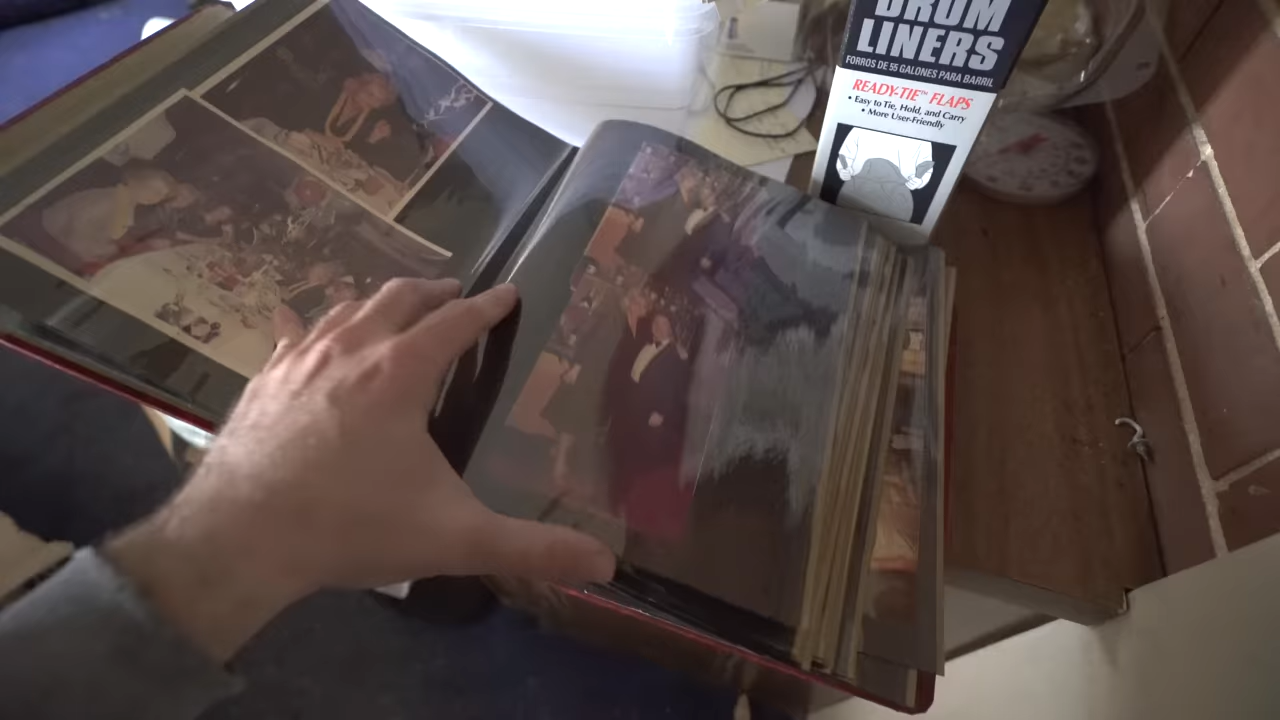 DRUM
LINERS
FORROS DE 55 GALONES PARA BARRIL
READY-TIE™ FLAPS
• Easy to Tie, Hold, and Carry
• More User-Friendly